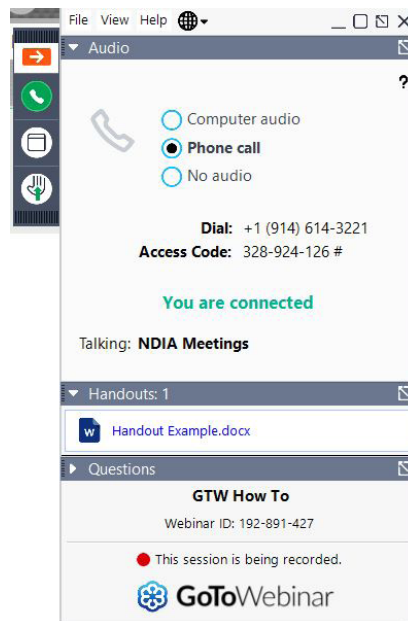 File View Help
Audio
?
Computer audio
Phone call
No audio
Dial: +1 (914) 614-3221
Access Code: 328-924-126 #
You are connected
Talking: NDIA Meetings
Handouts: 1
W Handout Example.docx
Questions
GTW How To
Webinar ID: 192-891-427
This session is being recorded.
GoToWebinar